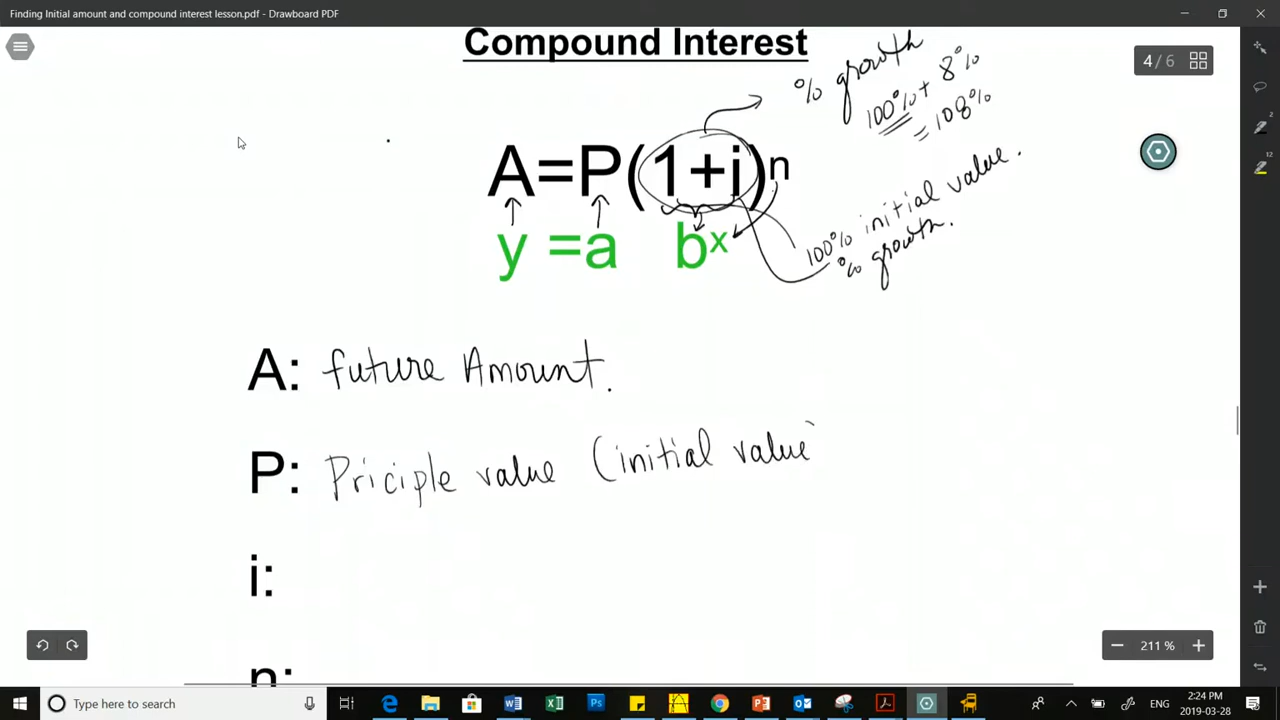 Finding Initial amount and compound interest lesson.pdf - Drawboard PDF
Compound Interest
4 / 6
% growth
100% + 8%
= 108%
A=P(1+i)n
100% initial value.
% growth.
y =a bx
A: future Amount.
P: Priciple value (initial value)
i:
n:
211 %
Type here to search
ENG
2:24 PM
2019-03-28